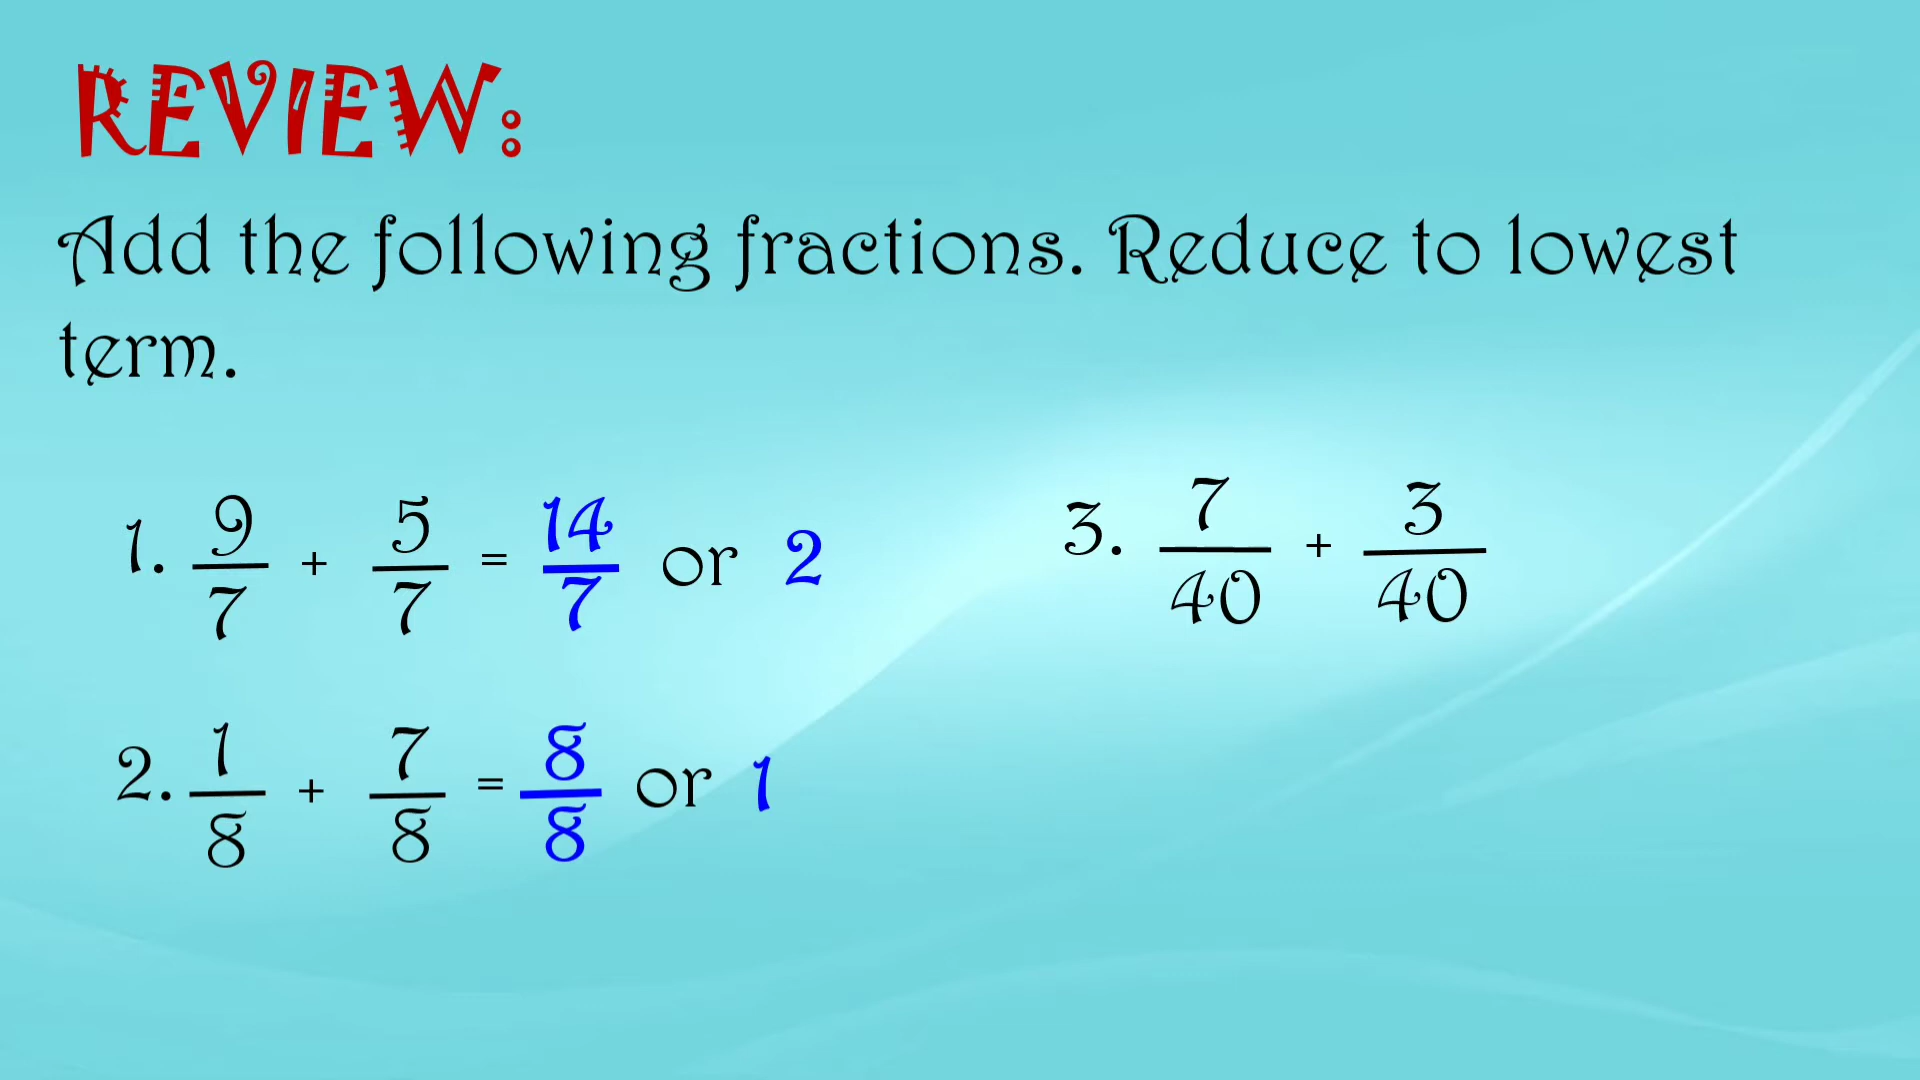 REVIEW:
Add the following fractions. Reduce to lowest
term.
1. 9/7 + 5/7 = 14/7 or 2
2. 1/8 + 7/8 = 8/8 or 1
3. 7/40 + 3/40